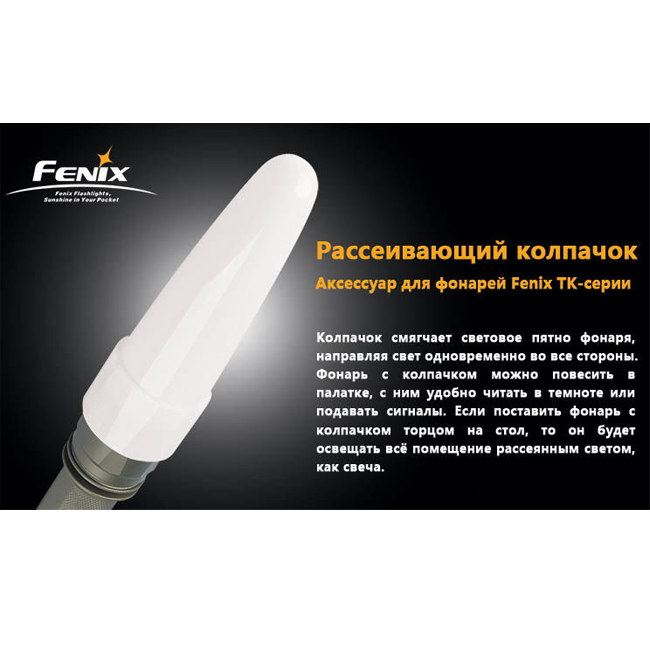 FENIX
Fenix Flashlights,
Sunshine in Your Pocket
Рассеивающий колпачок
Аксессуар для фонарей Fenix ТК-серии
Колпачок смягчает световое пятно фонаря,
направляя свет одновременно во все стороны.
Фонарь с колпачком можно повесить в
палатке, с ним удобно читать в темноте или
подавать сигналы. Если поставить фонарь с
колпачком торцом на стол, то он будет
освещать всё помещение рассеянным светом,
как свеча.